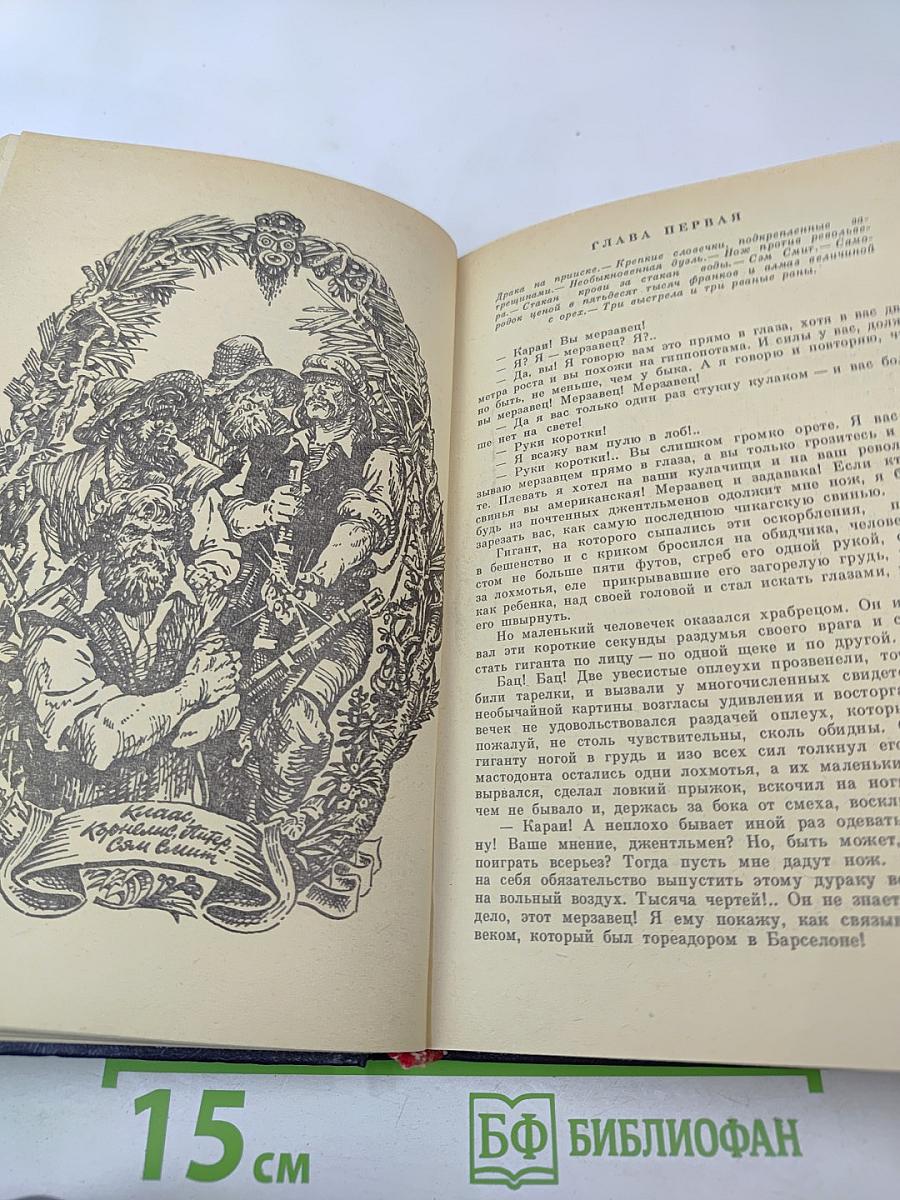 Клаас,
Корнелис, Питер,
Сэм Смит
ГЛАВА ПЕРВАЯ
Драка на прииске.— Крепкие словечки, подкрепленные за-
трещинами.— Необыкновенная дуэль.— Нож против револьве-
ра.— Стакан крови за стакан воды.— Сэм Смит.— Само-
родок ценой в пятьдесят тысяч франков и алмаз величиной
с орех.— Три выстрела и три разные раны.
— Караи! Вы мерзавец!
— Я? Я — мерзавец? Я?..
— Да, вы! Я говорю вам это прямо в глаза, хотя в вас дв
метра роста и вы похожи на гиппопотама. И силы у вас, долж
но быть, не меньше, чем у быка. А я говорю и повторяю, ч
вы мерзавец! Мерзавец! Мерзавец!
— Да я вас только один раз стукну кулаком — и вас бол
ше нет на свете!
— Руки коротки!
— Я всажу вам пулю в лоб!..
— Руки коротки!.. Вы слишком громко орете. Я вас
зываю мерзавцем прямо в глаза, а вы только грозитесь и
те. Плевать я хотел на ваши кулачищи и на ваш револ
свинья вы американская! Мерзавец и задавака! Если кт
будь из почтенных джентльменов одолжит мне нож, я б
зарезать вас, как самую последнюю чикагскую свинью.
Гигант, на которого сыпались эти оскорбления, п
в бешенство и с криком бросился на обидчика, человек
стом не больше пяти футов, сгреб его одной рукой,
за лохмотья, еле прикрывавшие его загорелую грудь,
как ребенка, над своей головой и стал искать глазами,
его швырнуть.
Но маленький человечек оказался храбрецом. Он и
вал эти короткие секунды раздумья своего врага и с
стать гиганта по лицу — по одной щеке и по другой.
Бац! Бац! Две увесистые оплеухи прозвенели, точ
били тарелки, и вызвали у многочисленных свидет
необычайной картины возгласы удивления и восторга
вечек не удовольствовался раздачей оплеух, которы
пожалуй, не столь чувствительны, сколь обидны.
гиганту ногой в грудь и изо всех сил толкнул его
мастодонта остались одни лохмотья, а их маленьки
вырвался, сделал ловкий прыжок, вскочил на ног
чем не бывало и, держась за бока от смеха, воскл
— Караи! А неплохо бывает иной раз одевать
ну! Ваше мнение, джентльмен? Но, быть может,
поиграть всерьез? Тогда пусть мне дадут нож.
на себя обязательство выпустить этому дураку в
на вольный воздух. Тысяча чертей!.. Он не знает
дело, этот мерзавец! Я ему покажу, как связыв
веком, который был тореадором в Барселоне!
15 см
БФ БИБЛИОФАН